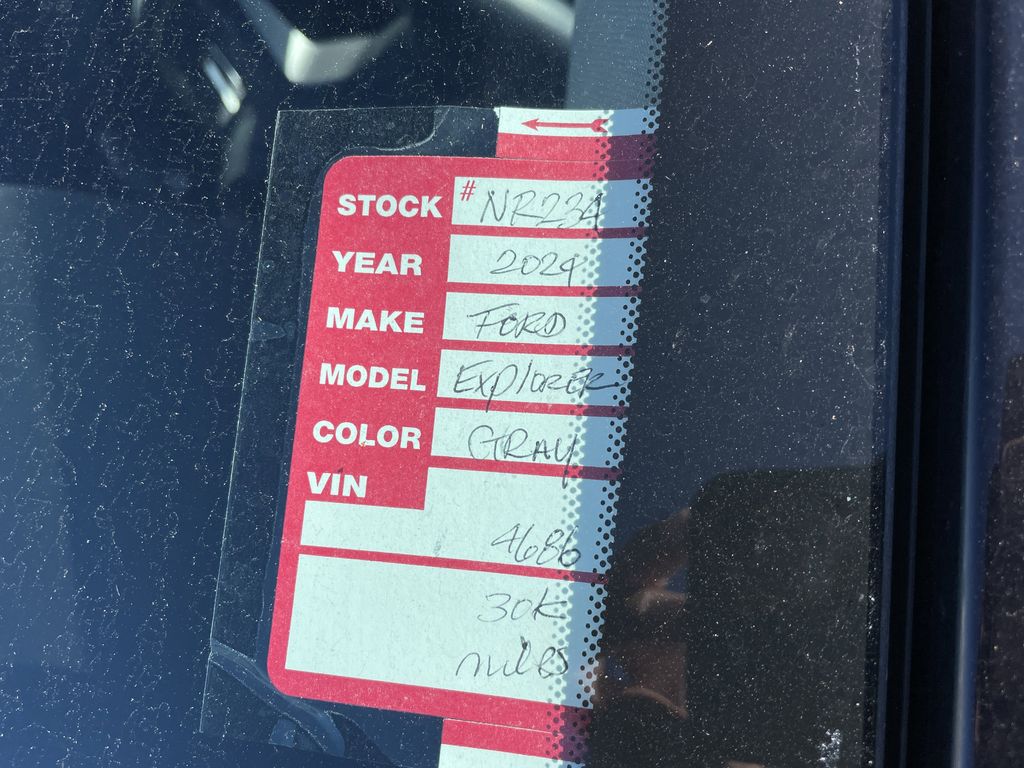 STOCK # NR234
YEAR 2024
MAKE FORD
MODEL EXplORER
COLOR GRAY
VIN
4686
30K
miles